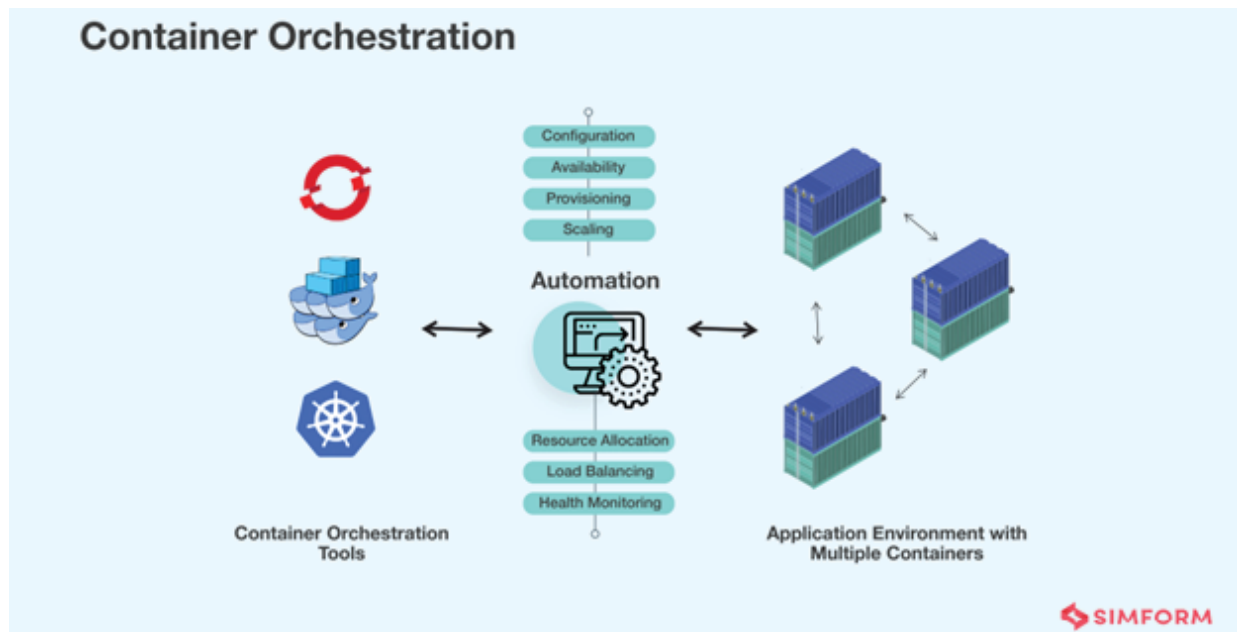 Container Orchestration
Configuration
Availability
Provisioning
Scaling
Automation
Resource Allocation
Load Balancing
Health Monitoring
Container Orchestration
Tools
Application Environment with
Multiple Containers
SIMFORM